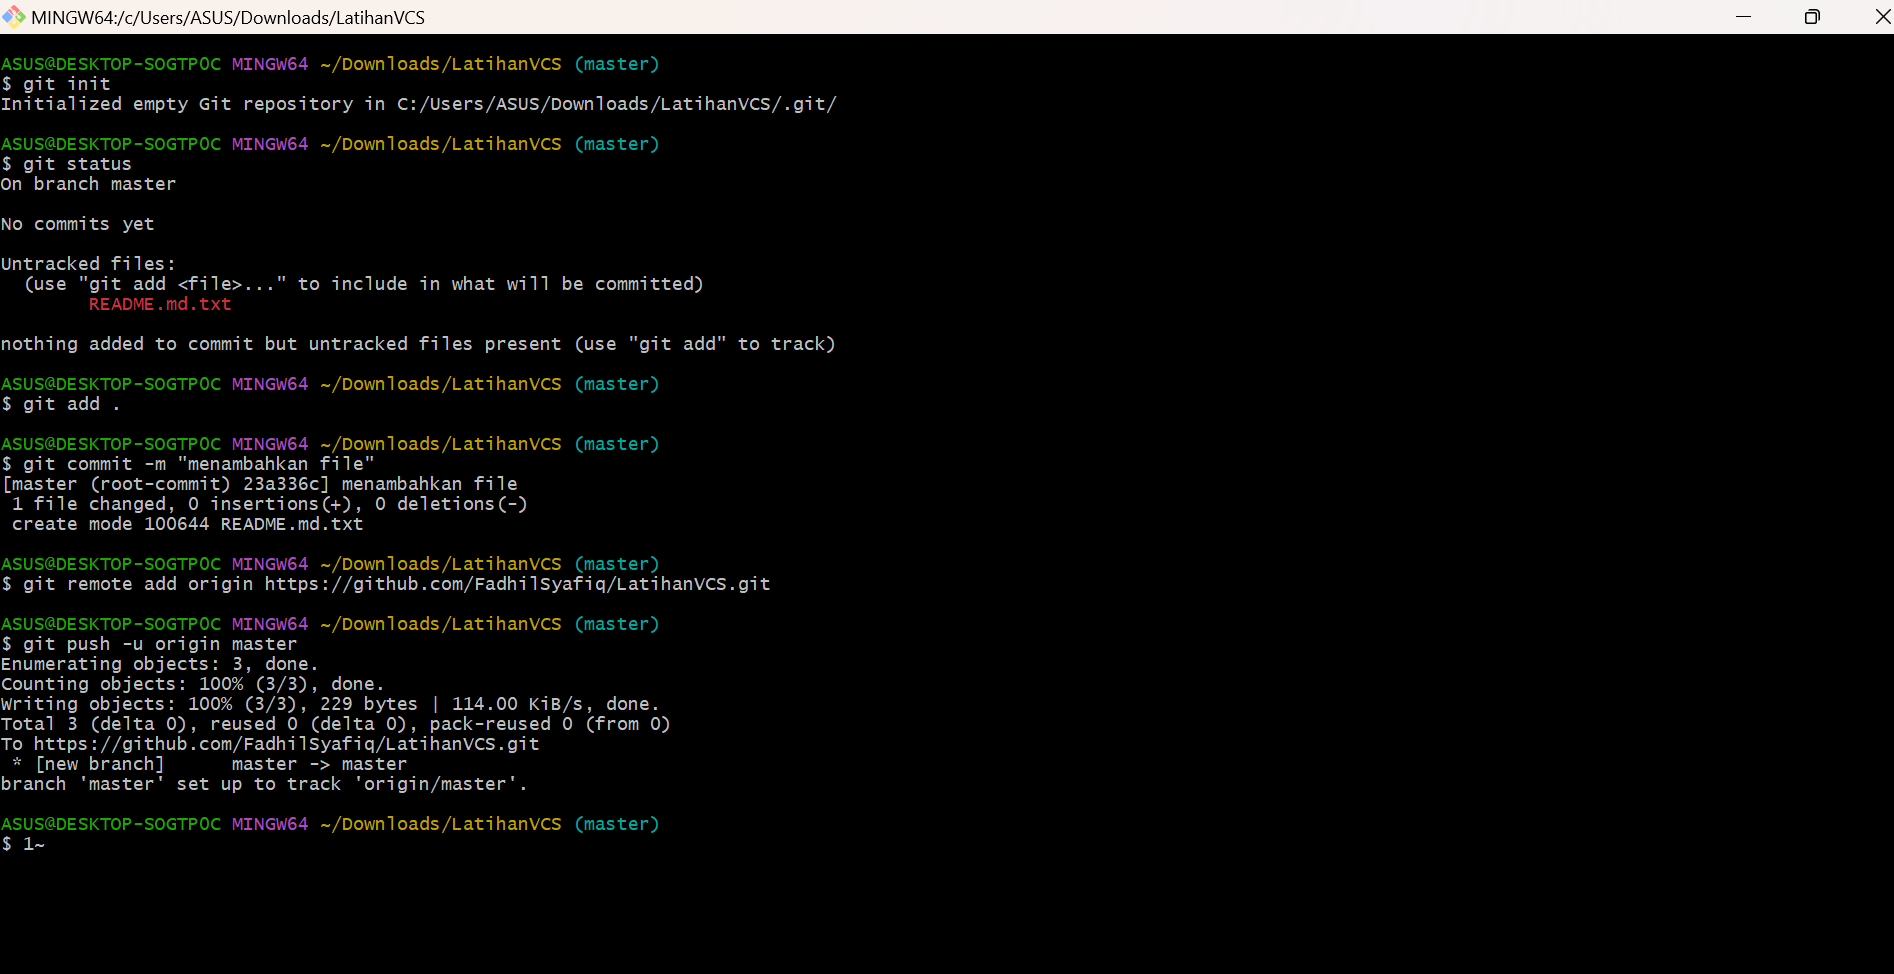 MINGW64:/c/Users/ASUS/Downloads/LatihanVCS
ASUS@DESKTOP-SOGTP0C MINGW64 ~/Downloads/LatihanVCS (master)
$ git init
Initialized empty Git repository in C:/Users/ASUS/Downloads/LatihanVCS/.git/
ASUS@DESKTOP-SOGTP0C MINGW64 ~/Downloads/LatihanVCS (master)
$ git status
On branch master
No commits yet
Untracked files:
  (use "git add <file>..." to include in what will be committed)
        README.md.txt
nothing added to commit but untracked files present (use "git add" to track)
ASUS@DESKTOP-SOGTP0C MINGW64 ~/Downloads/LatihanVCS (master)
$ git add .
ASUS@DESKTOP-SOGTP0C MINGW64 ~/Downloads/LatihanVCS (master)
$ git commit -m "menambahkan file"
[master (root-commit) 23a336c] menambahkan file
 1 file changed, 0 insertions(+), 0 deletions(-)
 create mode 100644 README.md.txt
ASUS@DESKTOP-SOGTP0C MINGW64 ~/Downloads/LatihanVCS (master)
$ git remote add origin https://github.com/FadhilSyafiq/LatihanVCS.git
ASUS@DESKTOP-SOGTP0C MINGW64 ~/Downloads/LatihanVCS (master)
$ git push -u origin master
Enumerating objects: 3, done.
Counting objects: 100% (3/3), done.
Writing objects: 100% (3/3), 229 bytes | 114.00 KiB/s, done.
Total 3 (delta 0), reused 0 (delta 0), pack-reused 0 (from 0)
To https://github.com/FadhilSyafiq/LatihanVCS.git
 * [new branch]      master -> master
branch 'master' set up to track 'origin/master'.
ASUS@DESKTOP-SOGTP0C MINGW64 ~/Downloads/LatihanVCS (master)
$ 1~